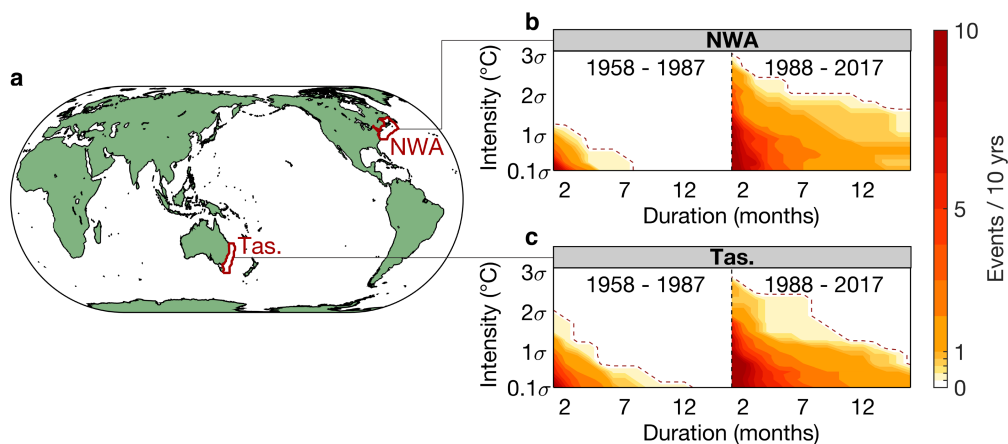 a
NWA
Tas.
b
NWA
1958 - 1987
1988 - 2017
Intensity (°C)
3σ
2σ
1σ
0.1σ
2
7
12
2
7
12
Duration (months)
c
Tas.
1958 - 1987
1988 - 2017
Intensity (°C)
3σ
2σ
1σ
0.1σ
2
7
12
2
7
12
Duration (months)
10
5
1
0
Events / 10 yrs